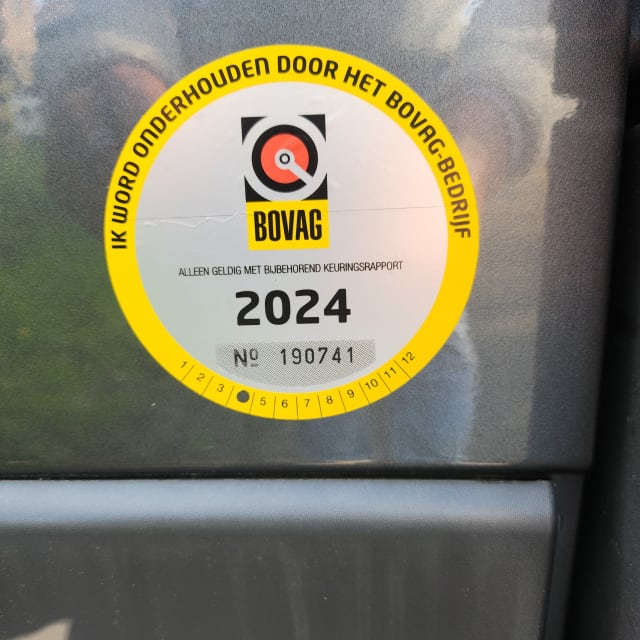 IK WORD ONDERHOUDEN DOOR HET BOVAG-BEDRIJF
BOVAG
ALLEEN GELDIG MET BIJBEHOREND KEURINGSRAPPORT
2024
Nº 190741
1 2 3 5 6 7 8 9 10 11 12